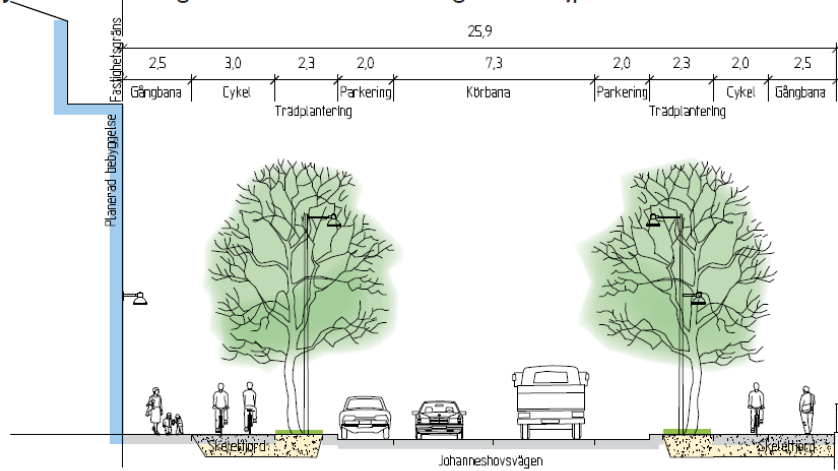 25,9
2,5 3,0 2,3 2,0 7,3 2,0 2,3 2,0 2,5
Gångbana Cykel Parkering Körbana Parkering Cykel Gångbana
Trädplantering Trädplantering
Fastighetsgräns
Planerad bebyggelse
Skelettjord Skelettjord
Johanneshovsvägen